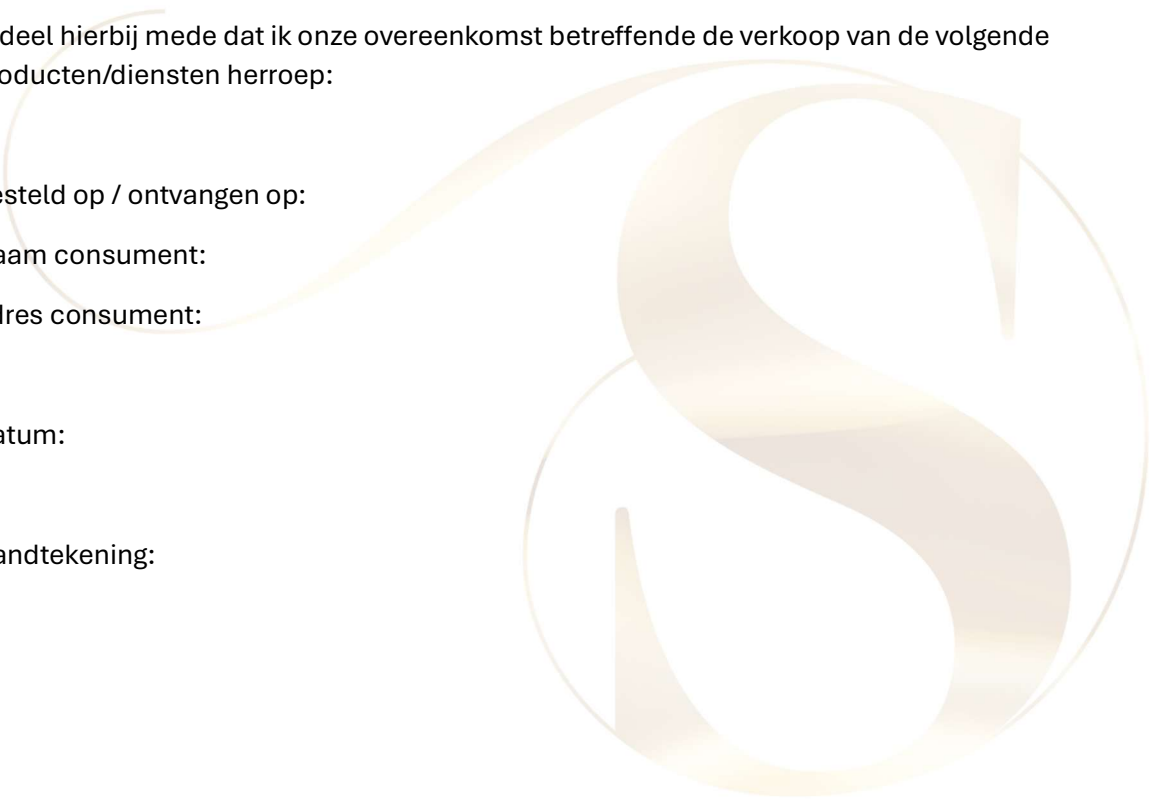 deel hierbij mede dat ik onze overeenkomst betreffende de verkoop van de volgende
oducten/diensten herroep:
esteld op / ontvangen op:
aam consument:
dres consument:
atum:
andtekening:
S